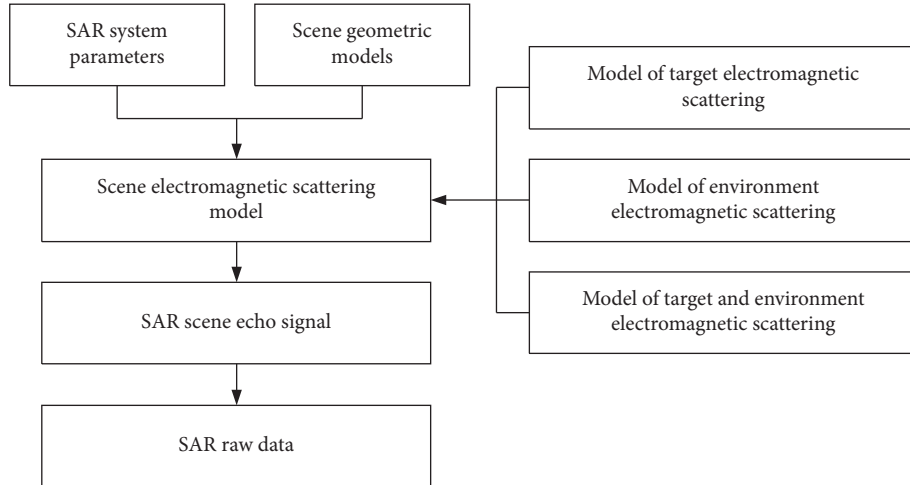 SAR system
parameters
Scene geometric
models
Model of target electromagnetic
scattering
Scene electromagnetic scattering
model
Model of environment
electromagnetic scattering
SAR scene echo signal
Model of target and environment
electromagnetic scattering
SAR raw data